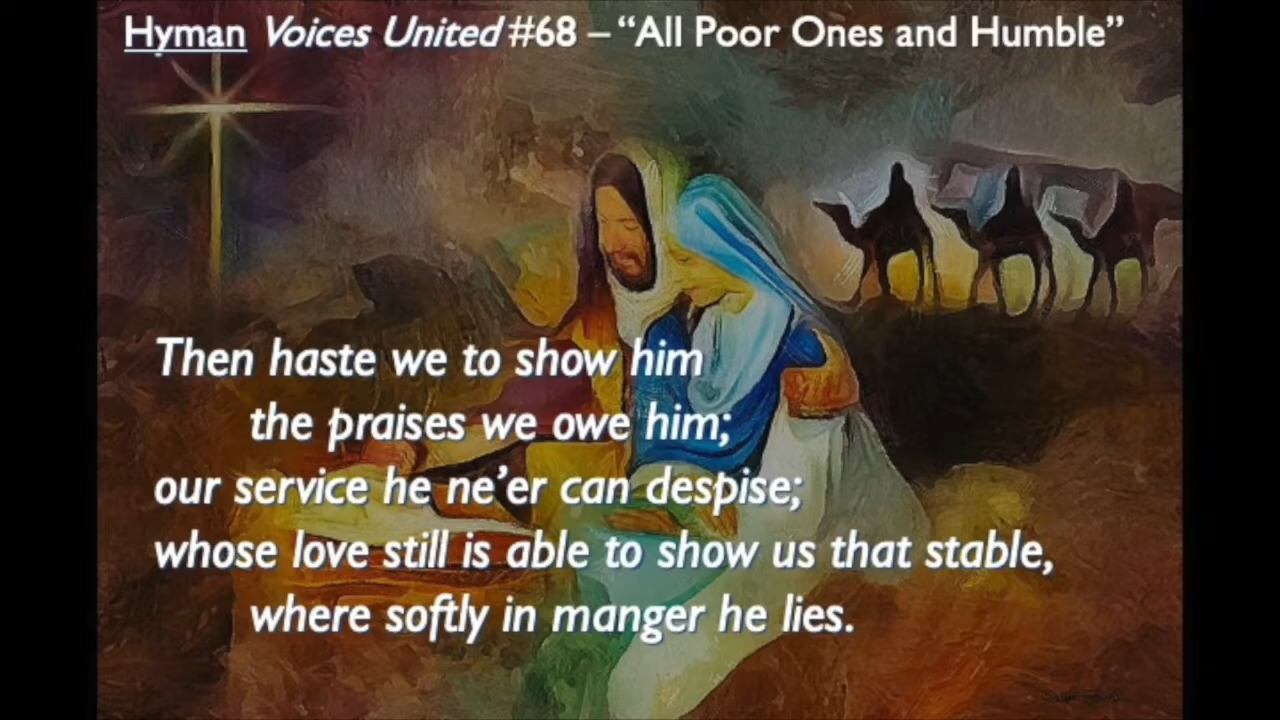 Hyman Voices United #68 – “All Poor Ones and Humble”
Then haste we to show him
the praises we owe him;
our service he ne’er can despise;
whose love still is able to show us that stable,
where softly in manger he lies.